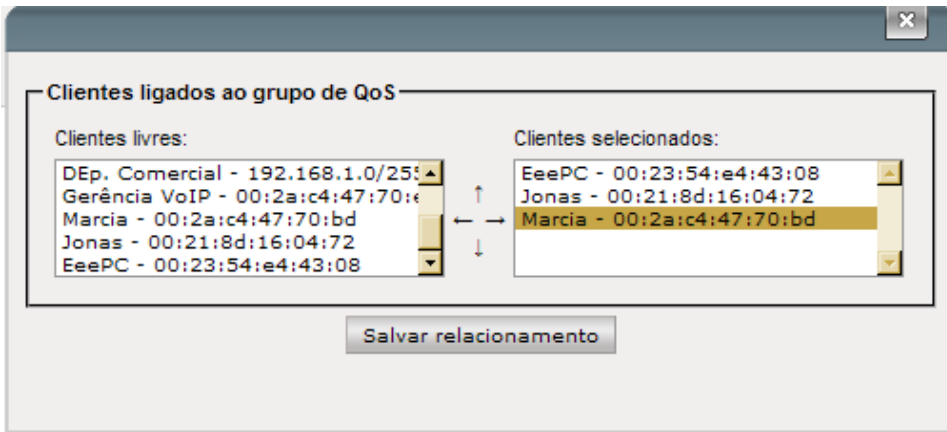 Clientes ligados ao grupo de QoS
Clientes livres:
DEp. Comercial - 192.168.1.0/255
Gerência VoIP - 00:2a:c4:47:70:e
Marcia - 00:2a:c4:47:70:bd
Jonas - 00:21:8d:16:04:72
EeePC - 00:23:54:e4:43:08
Clientes selecionados:
EeePC - 00:23:54:e4:43:08
Jonas - 00:21:8d:16:04:72
Marcia - 00:2a:c4:47:70:bd
Salvar relacionamento